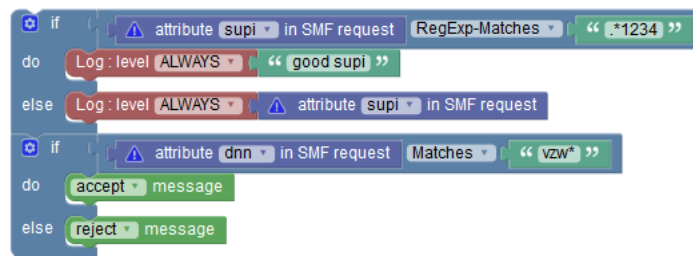 if attribute supi in SMF request RegExp-Matches “ .*1234 ”
do Log : level ALWAYS “ good supi ”
else Log : level ALWAYS attribute supi in SMF request
if attribute dnn in SMF request Matches “ vzw* ”
do accept message
else reject message